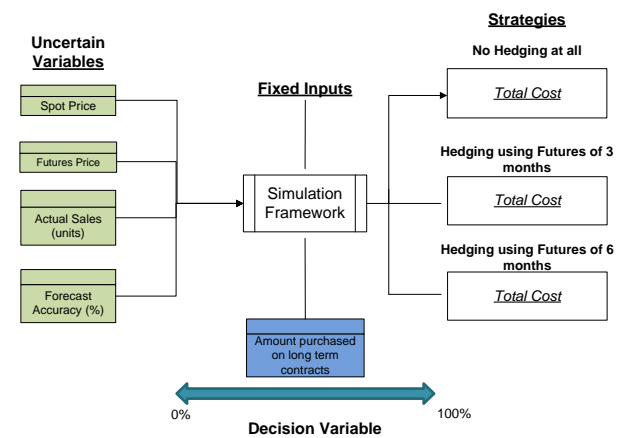 Uncertain
Variables
Spot Price
Futures Price
Actual Sales
(units)
Forecast
Accuracy (%)
Fixed Inputs
Simulation
Framework
Amount purchased
on long term
contracts
0%
100%
Decision Variable
Strategies
No Hedging at all
Total Cost
Hedging using Futures of 3
months
Total Cost
Hedging using Futures of 6
months
Total Cost